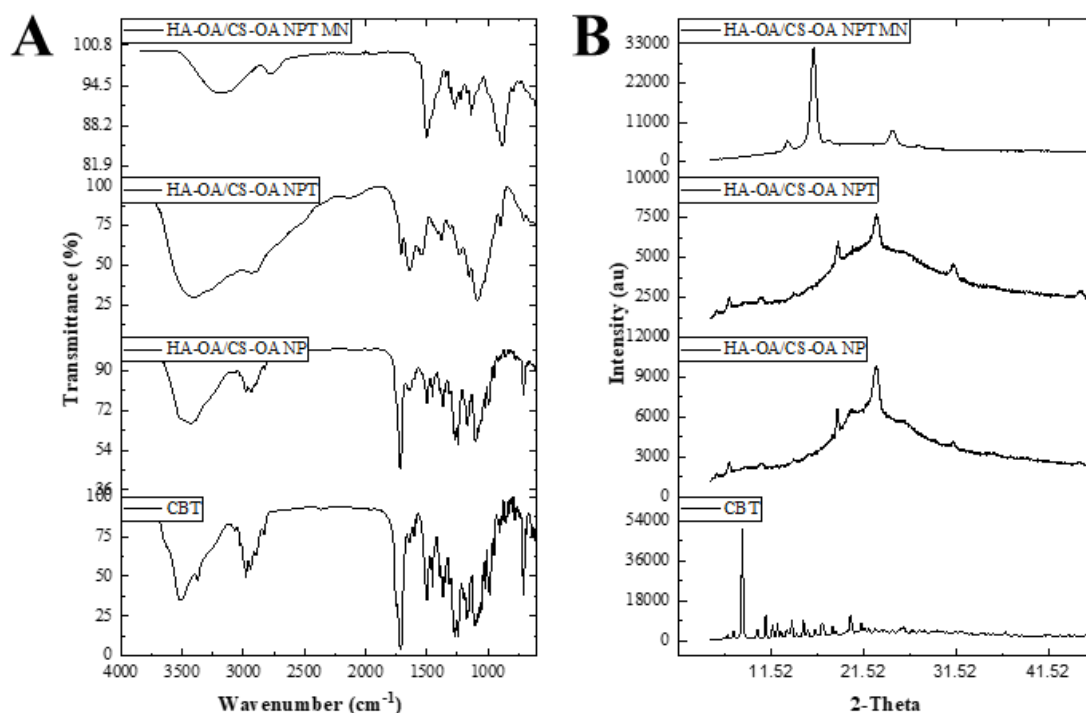 A
HA-OA/CS-OA NPT MN
100.8
94.5
88.2
81.9
HA-OA/CS-OA NPT
100
75
50
25
HA-OA/CS-OA NP
90
72
54
36
CBT
100
75
50
25
0
4000 3500 3000 2500 2000 1500 1000
Transmittance (%)
Wavenumber (cm⁻¹)
B
HA-OA/CS-OA NPT MN
33000
22000
11000
0
HA-OA/CS-OA NPT
10000
7500
5000
2500
HA-OA/CS-OA NP
12000
9000
6000
3000
0
CBT
54000
36000
18000
0
11.52 21.52 31.52 41.52
Intensity (au)
2-Theta